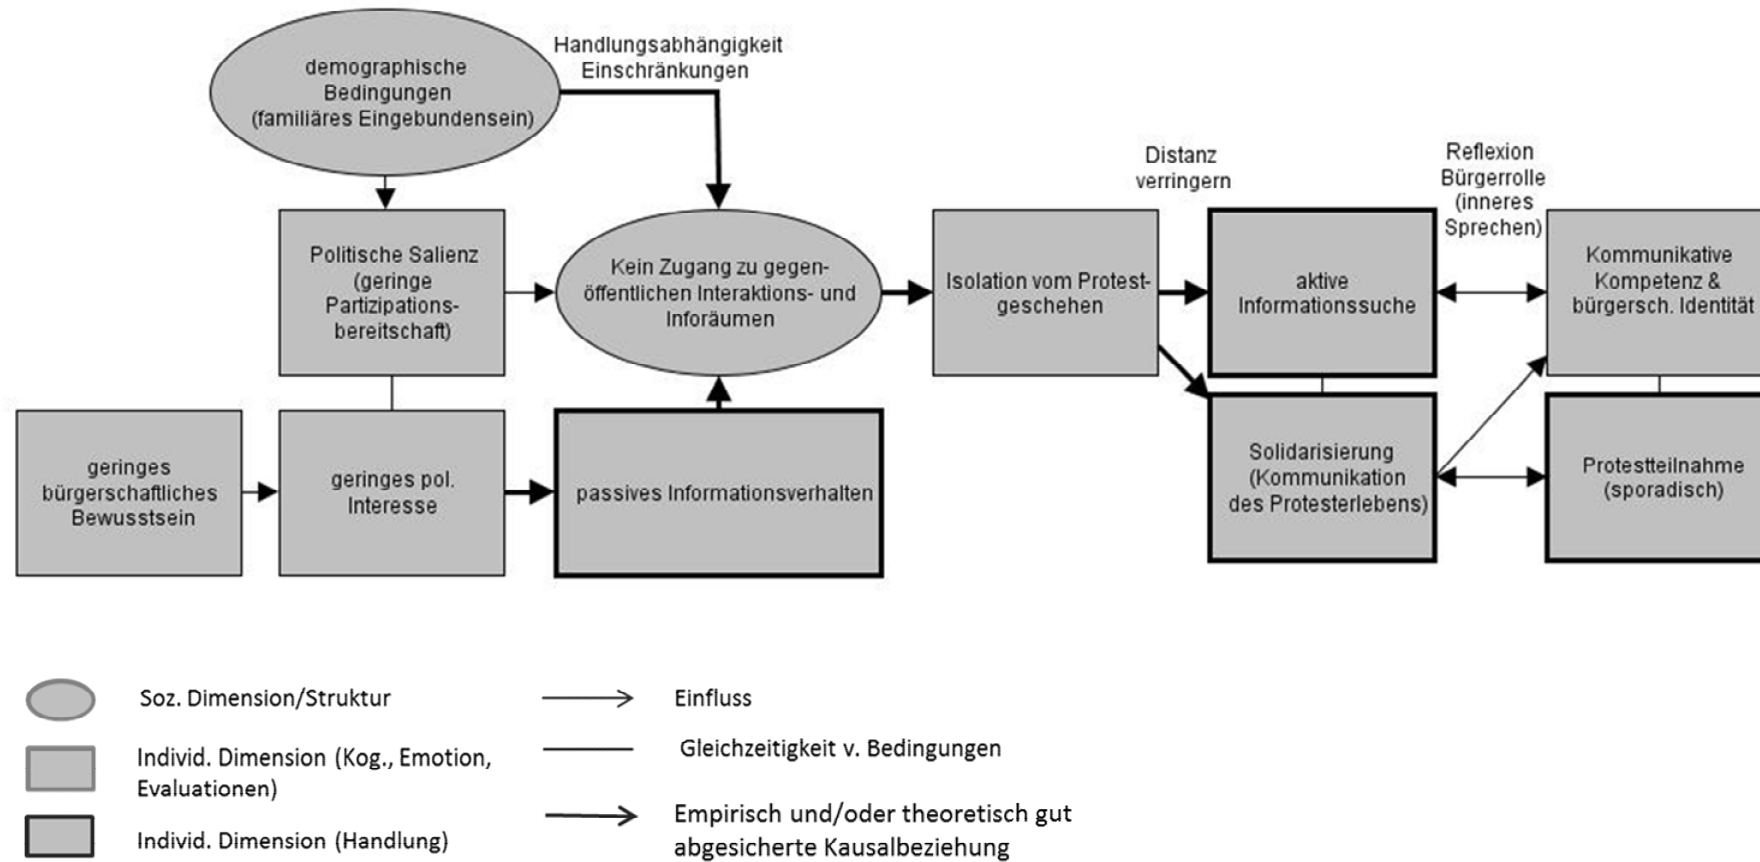 demographische
Bedingungen
(familiäres Eingebundensein)
Handlungsabhängigkeit
Einschränkungen
Politische Salienz
(geringe
Partizipations-
bereitschaft)
Kein Zugang zu gegen-
öffentlichen Interaktions- und
Inforäumen
Isolation vom Protest-
geschehen
Distanz
verringern
aktive
Informationssuche
Reflexion
Bürgerrolle
(inneres
Sprechen)
Kommunikative
Kompetenz &
bürgersch. Identität
geringes
bürgerschaftliches
Bewusstsein
geringes pol.
Interesse
passives Informationsverhalten
Solidarisierung
(Kommunikation
des Protesterlebens)
Protestteilnahme
(sporadisch)
Soz. Dimension/Struktur
Individ. Dimension (Kog., Emotion,
Evaluationen)
Individ. Dimension (Handlung)
Einfluss
Gleichzeitigkeit v. Bedingungen
Empirisch und/oder theoretisch gut
abgesicherte Kausalbeziehung